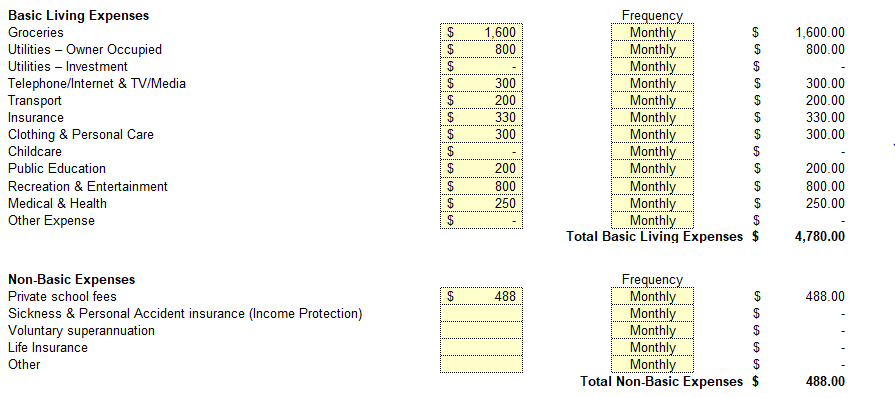 Basic Living Expenses Frequency
Groceries $ 1,600 Monthly $ 1,600.00
Utilities – Owner Occupied $ 800 Monthly $ 800.00
Utilities – Investment $ - Monthly $ -
Telephone/Internet & TV/Media $ 300 Monthly $ 300.00
Transport $ 200 Monthly $ 200.00
Insurance $ 330 Monthly $ 330.00
Clothing & Personal Care $ 300 Monthly $ 300.00
Childcare $ - Monthly $ -
Public Education $ 200 Monthly $ 200.00
Recreation & Entertainment $ 800 Monthly $ 800.00
Medical & Health $ 250 Monthly $ 250.00
Other Expense $ - Monthly $ -
Total Basic Living Expenses $ 4,780.00
Non-Basic Expenses Frequency
Private school fees $ 488 Monthly $ 488.00
Sickness & Personal Accident insurance (Income Protection) Monthly $ -
Voluntary superannuation Monthly $ -
Life Insurance Monthly $ -
Other Monthly $ -
Total Non-Basic Expenses $ 488.00